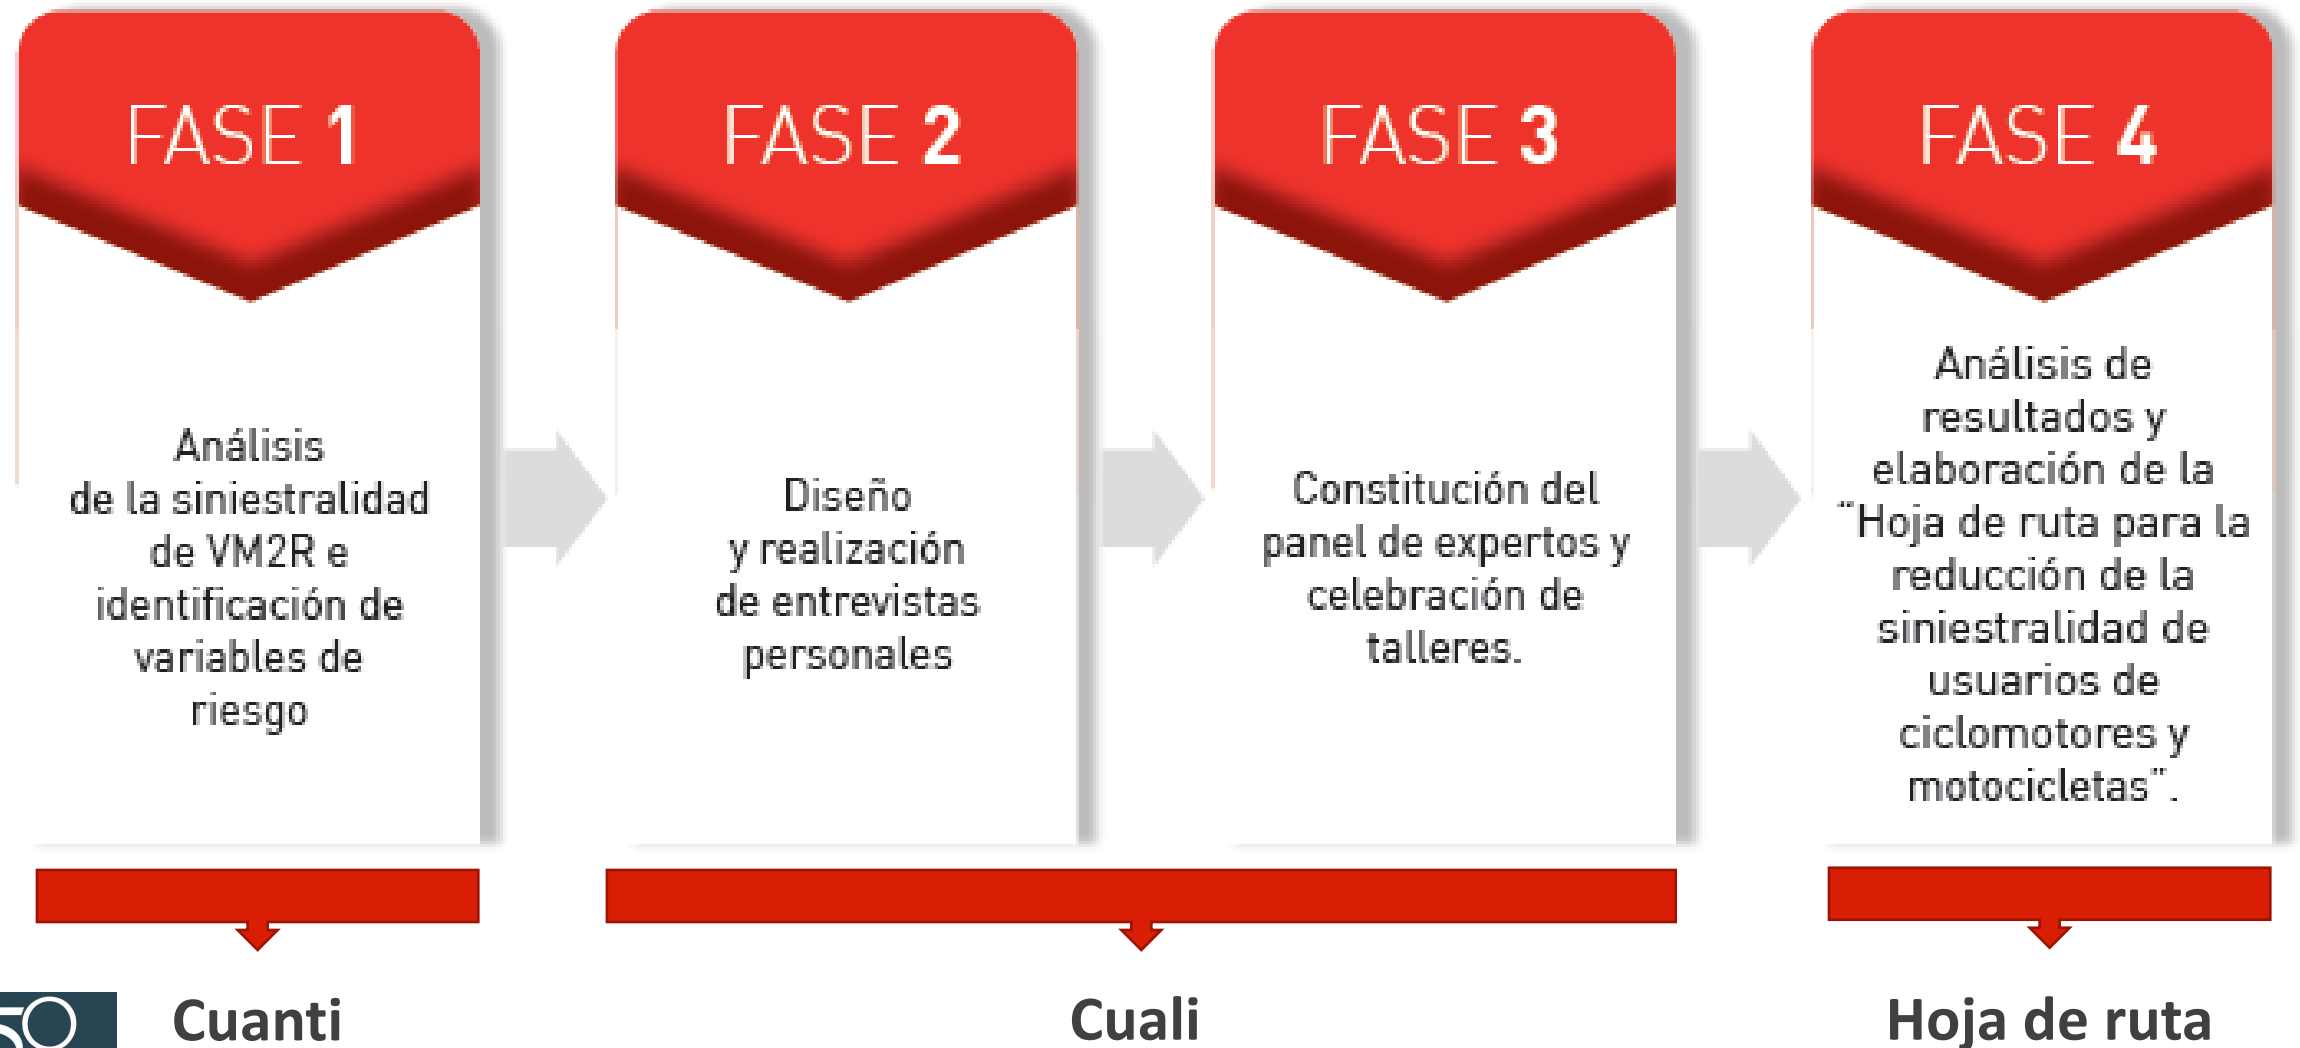 FASE 1
Análisis
de la siniestralidad
de VM2R e
identificación de
variables de
riesgo
FASE 2
Diseño
y realización
de entrevistas
personales
FASE 3
Constitución del
panel de expertos y
celebración de
talleres.
FASE 4
Análisis de
resultados y
elaboración de la
"Hoja de ruta para la
reducción de la
siniestralidad de
usuarios de
ciclomotores y
motocicletas".
Cuanti
Cuali
Hoja de ruta
50